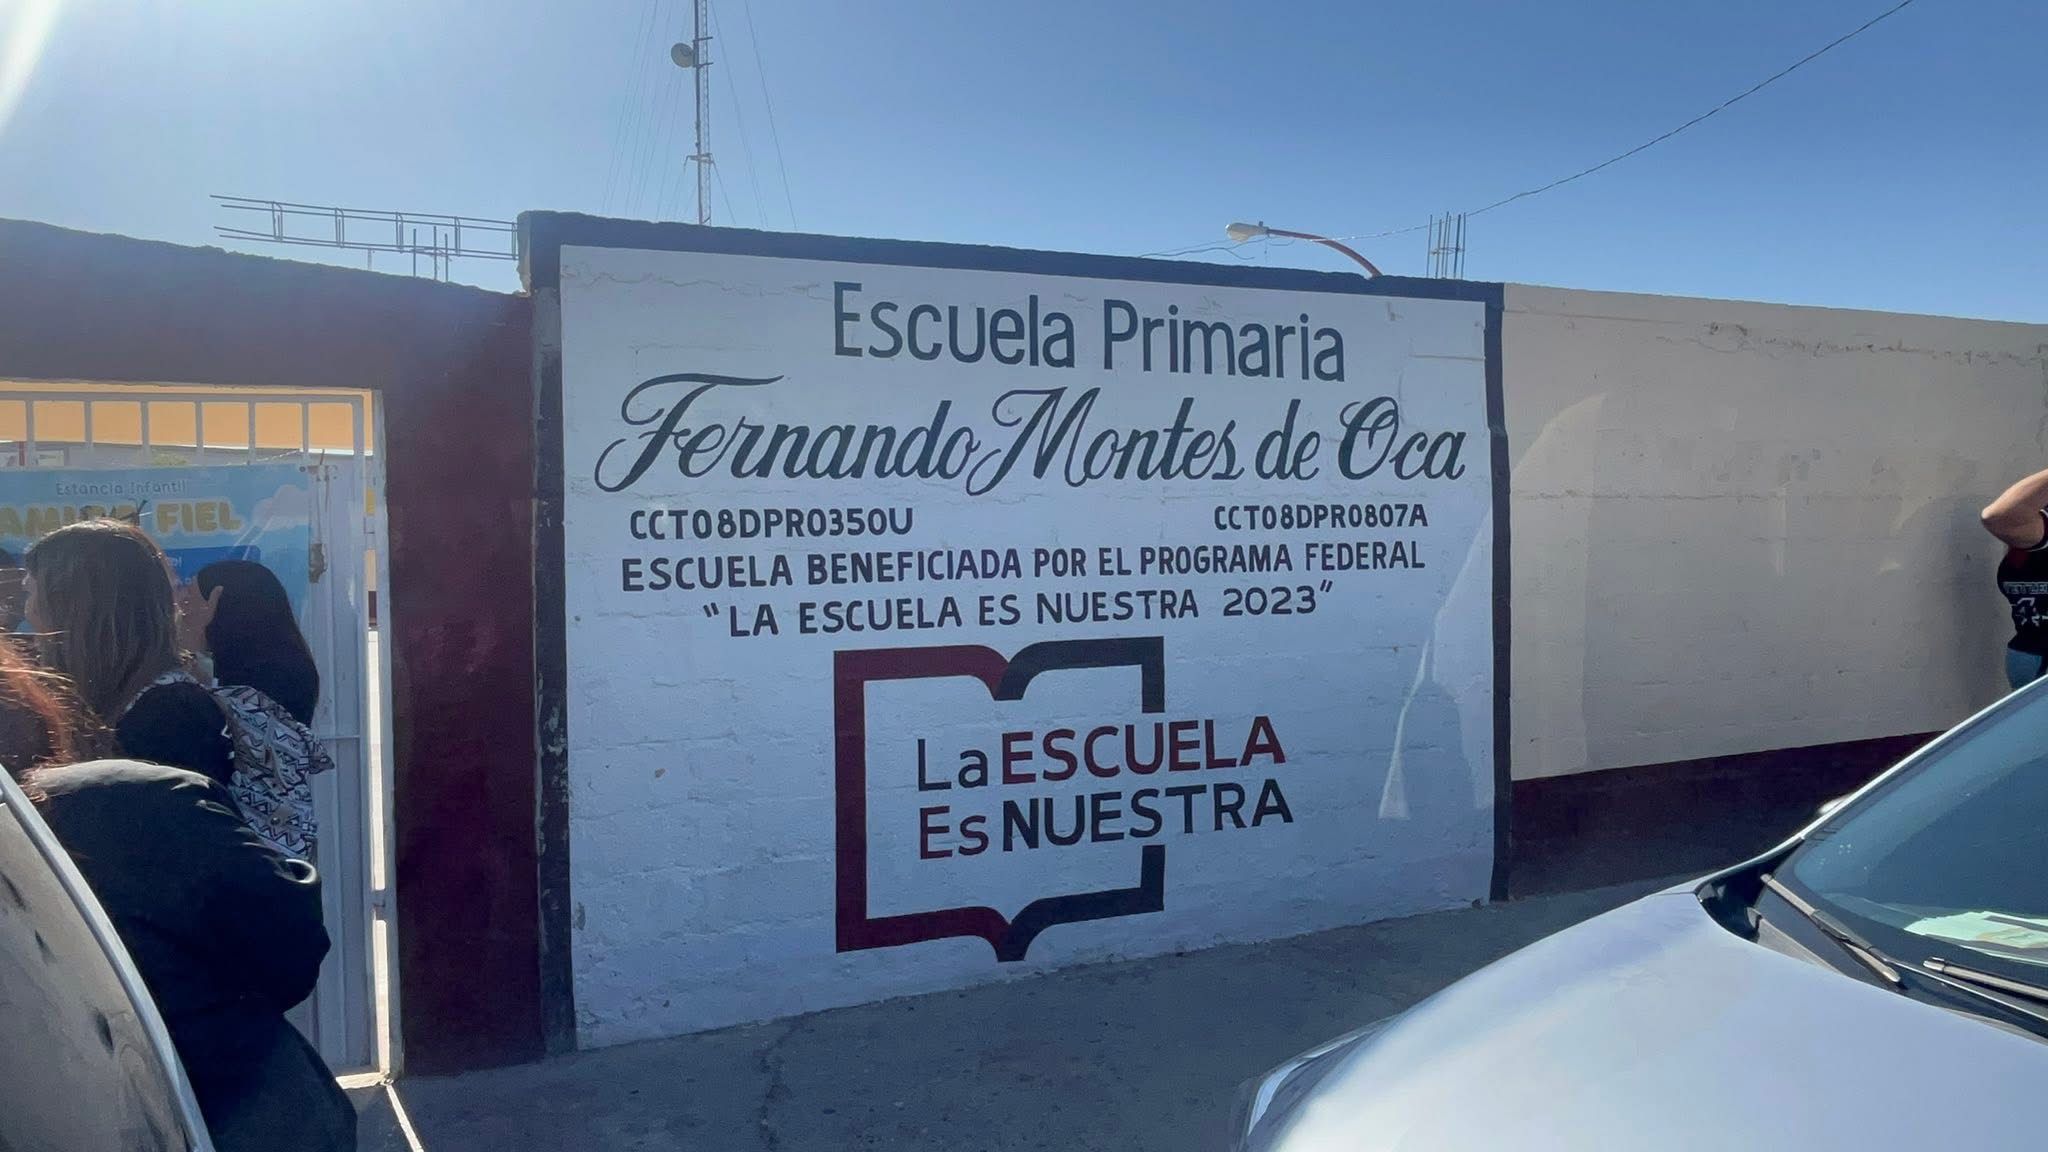 Escuela Primaria
Fernando Montes de Oca
CCT08DPR0350U CCT08DPR0807A
ESCUELA BENEFICIADA POR EL PROGRAMA FEDERAL
"LA ESCUELA ES NUESTRA 2023"
La ESCUELA
Es NUESTRA
Estancia Infantil
FIEL